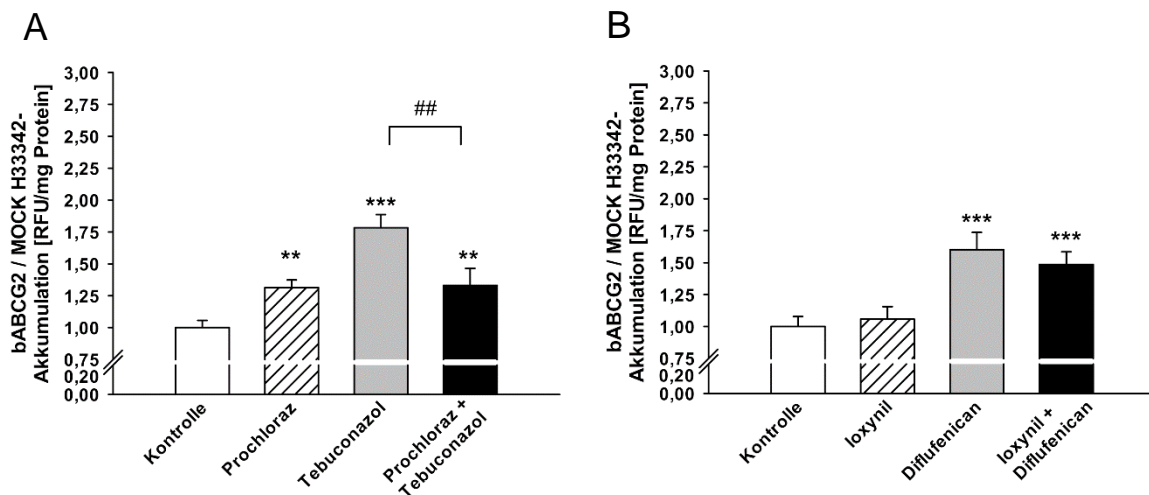 A
bABCG2 / MOCK H33342-
Akkumulation [RFU/mg Protein]
3,00
2,75
2,50
2,25
2,00
1,75
1,50
1,25
1,00
0,75
0,20
0,00
##
***
**
**
Kontrolle
Prochloraz
Tebuconazol
Prochloraz +
Tebuconazol
B
bABCG2 / MOCK H33342-
Akkumulation [RFU/mg Protein]
3,00
2,75
2,50
2,25
2,00
1,75
1,50
1,25
1,00
0,75
0,20
0,00
***
***
Kontrolle
Ioxynil
Diflufenican
Ioxynil +
Diflufenican